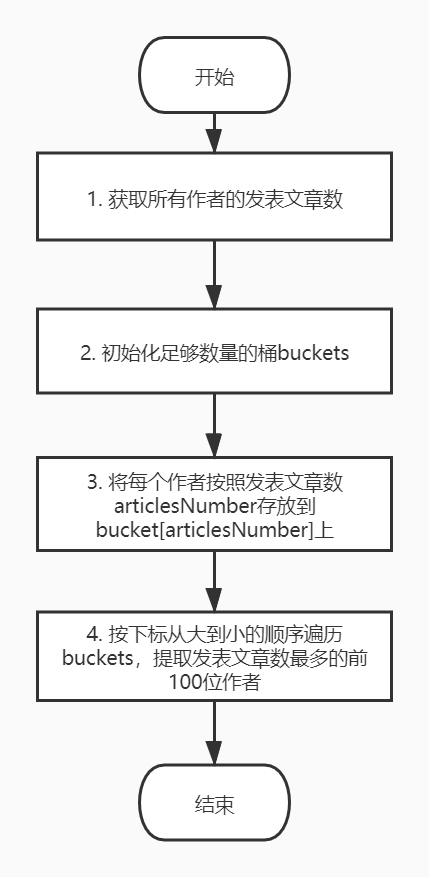 开始
1. 获取所有作者的发表文章数
2. 初始化足够数量的桶buckets
3. 将每个作者按照发表文章数
articlesNumber存放到
bucket[articlesNumber]上
4. 按下标从大到小的顺序遍历
buckets，提取发表文章数最多的前
100位作者
结束